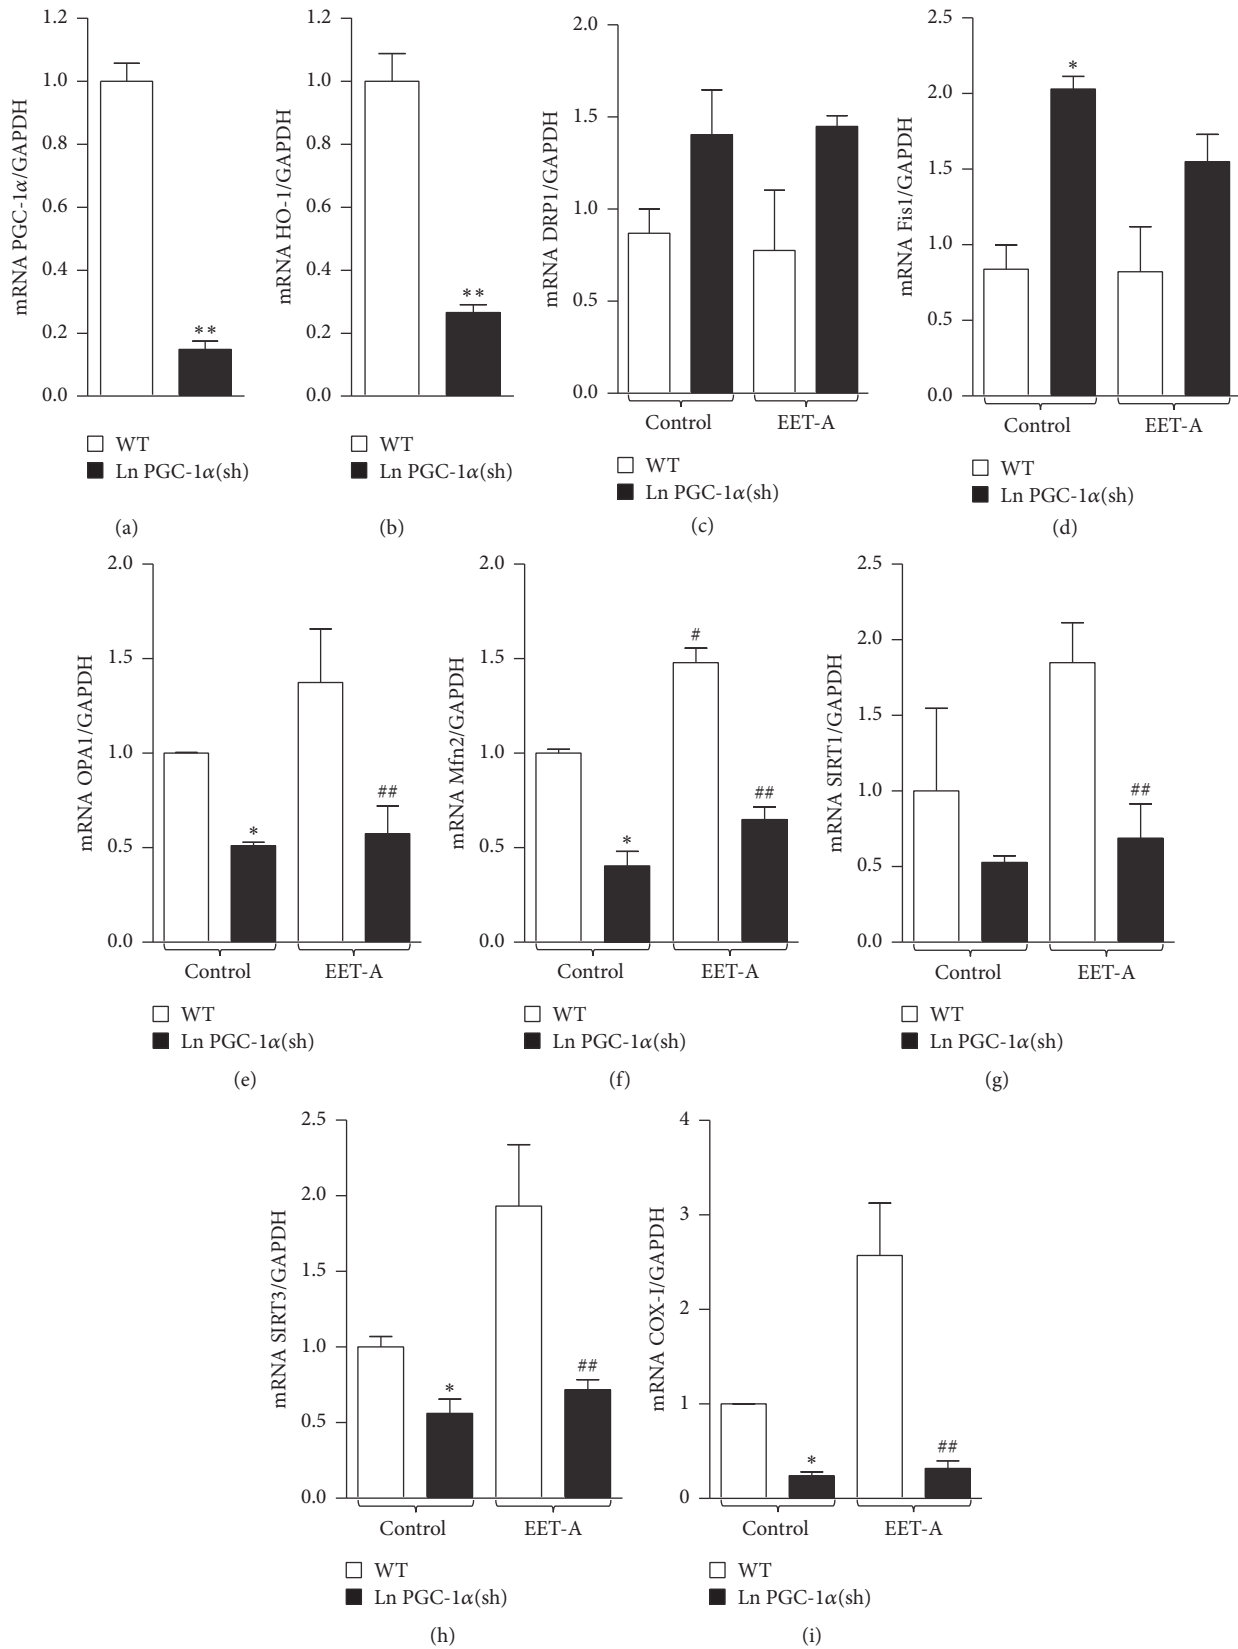 mRNA PGC-1α/GAPDH
1.2
1.0
0.8
0.6
0.4
0.2
0.0
**
WT
Ln PGC-1α(sh)
(a)
mRNA HO-1/GAPDH
1.2
1.0
0.8
0.6
0.4
0.2
0.0
**
WT
Ln PGC-1α(sh)
(b)
mRNA DRP1/GAPDH
2.0
1.5
1.0
0.5
0.0
Control
EET-A
WT
Ln PGC-1α(sh)
(c)
mRNA Fis1/GAPDH
2.5
2.0
1.5
1.0
0.5
0.0
*
Control
EET-A
WT
Ln PGC-1α(sh)
(d)
mRNA OPA1/GAPDH
2.0
1.5
1.0
0.5
0.0
*
##
Control
EET-A
WT
Ln PGC-1α(sh)
(e)
mRNA Mfn2/GAPDH
2.0
1.5
1.0
0.5
0.0
*
#
##
Control
EET-A
WT
Ln PGC-1α(sh)
(f)
mRNA SIRT1/GAPDH
2.5
2.0
1.5
1.0
0.5
0.0
##
Control
EET-A
WT
Ln PGC-1α(sh)
(g)
mRNA SIRT3/GAPDH
2.5
2.0
1.5
1.0
0.5
0.0
*
##
Control
EET-A
WT
Ln PGC-1α(sh)
(h)
mRNA COX-I/GAPDH
4
3
2
1
0
*
##
Control
EET-A
WT
Ln PGC-1α(sh)
(i)